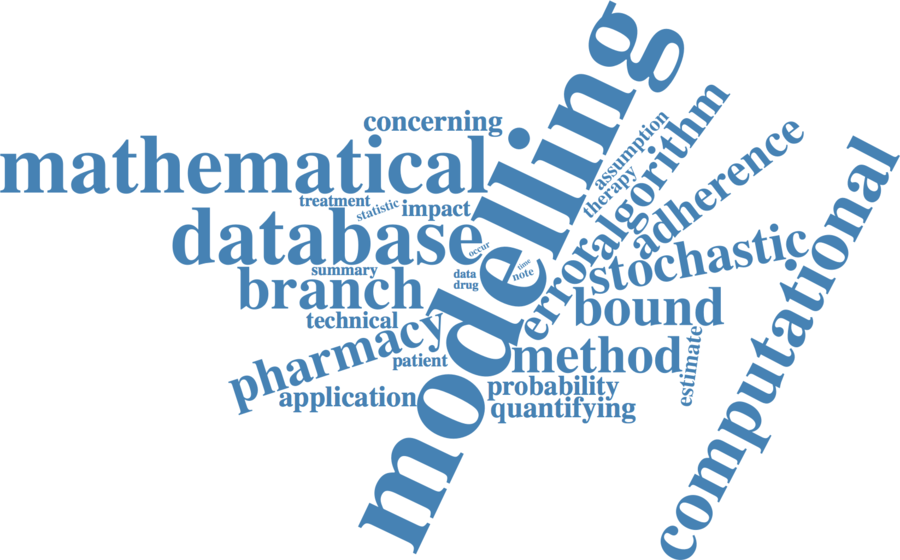 modelling
concerning
mathematical
treatment
statistic
impact
database
occur
summary
data
drug
time
note
branch
technical
pharmacy
patient
application
assumption
therapy
algorithm
error
adherence
stochastic
bound
method
estimate
probability
quantifying
computational